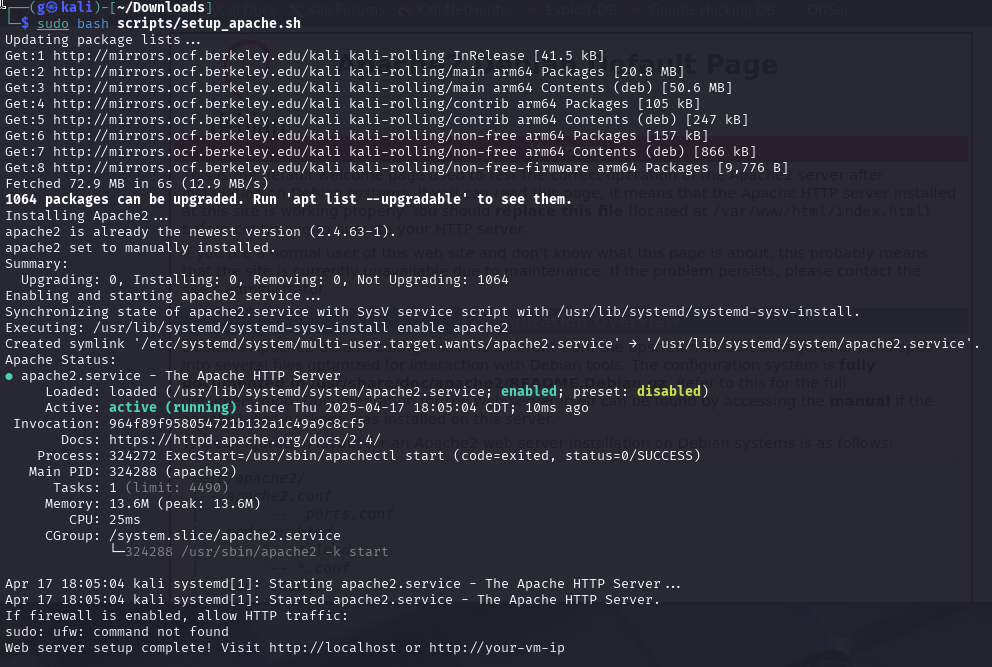 ┌──(g㉿kali)-[~/Downloads]
└─$ sudo bash scripts/setup_apache.sh
Updating package lists...
Get:1 http://mirrors.ocf.berkeley.edu/kali kali-rolling InRelease [41.5 kB]
Get:2 http://mirrors.ocf.berkeley.edu/kali kali-rolling/main arm64 Packages [20.8 MB]
Get:3 http://mirrors.ocf.berkeley.edu/kali kali-rolling/main arm64 Contents (deb) [50.6 MB]
Get:4 http://mirrors.ocf.berkeley.edu/kali kali-rolling/contrib arm64 Packages [105 kB]
Get:5 http://mirrors.ocf.berkeley.edu/kali kali-rolling/contrib arm64 Contents (deb) [247 kB]
Get:6 http://mirrors.ocf.berkeley.edu/kali kali-rolling/non-free arm64 Packages [157 kB]
Get:7 http://mirrors.ocf.berkeley.edu/kali kali-rolling/non-free arm64 Contents (deb) [866 kB]
Get:8 http://mirrors.ocf.berkeley.edu/kali kali-rolling/non-free-firmware arm64 Packages [9,776 B]
Fetched 72.9 MB in 6s (12.9 MB/s)
1064 packages can be upgraded. Run 'apt list --upgradable' to see them.
Installing Apache2...
apache2 is already the newest version (2.4.63-1).
apache2 set to manually installed.
Summary:
  Upgrading: 0, Installing: 0, Removing: 0, Not Upgrading: 1064
Enabling and starting apache2 service...
Synchronizing state of apache2.service with SysV service script with /usr/lib/systemd/systemd-sysv-install.
Executing: /usr/lib/systemd/systemd-sysv-install enable apache2
Created symlink '/etc/systemd/system/multi-user.target.wants/apache2.service' → '/usr/lib/systemd/system/apache2.service'.
Apache Status:
● apache2.service - The Apache HTTP Server
     Loaded: loaded (/usr/lib/systemd/system/apache2.service; enabled; preset: disabled)
     Active: active (running) since Thu 2025-04-17 18:05:04 CDT; 10ms ago
 Invocation: 964f89f958054721b132a1c49a9c8cf5
       Docs: https://httpd.apache.org/docs/2.4/
    Process: 324272 ExecStart=/usr/sbin/apachectl start (code=exited, status=0/SUCCESS)
   Main PID: 324288 (apache2)
      Tasks: 1 (limit: 4490)
     Memory: 13.6M (peak: 13.6M)
        CPU: 25ms
     CGroup: /system.slice/apache2.service
             └─324288 /usr/sbin/apache2 -k start
Apr 17 18:05:04 kali systemd[1]: Starting apache2.service - The Apache HTTP Server...
Apr 17 18:05:04 kali systemd[1]: Started apache2.service - The Apache HTTP Server.
If firewall is enabled, allow HTTP traffic:
sudo: ufw: command not found
Web server setup complete! Visit http://localhost or http://your-vm-ip